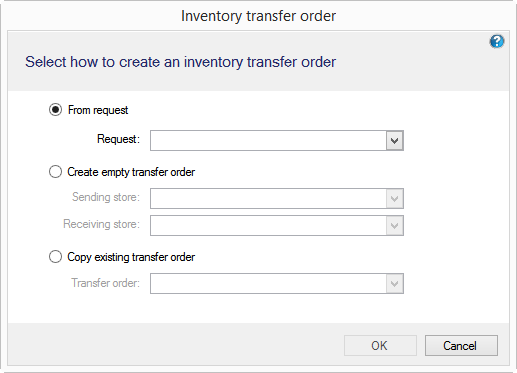 Inventory transfer order
?
Select how to create an inventory transfer order
From request
Request:
Create empty transfer order
Sending store:
Receiving store:
Copy existing transfer order
Transfer order:
OK Cancel